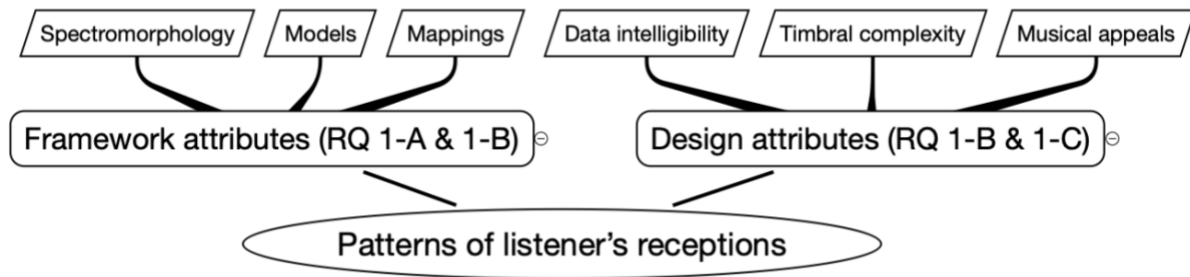 Spectromorphology
Models
Mappings
Data intelligibility
Timbral complexity
Musical appeals
Framework attributes (RQ 1-A & 1-B)
Design attributes (RQ 1-B & 1-C)
Patterns of listener's receptions